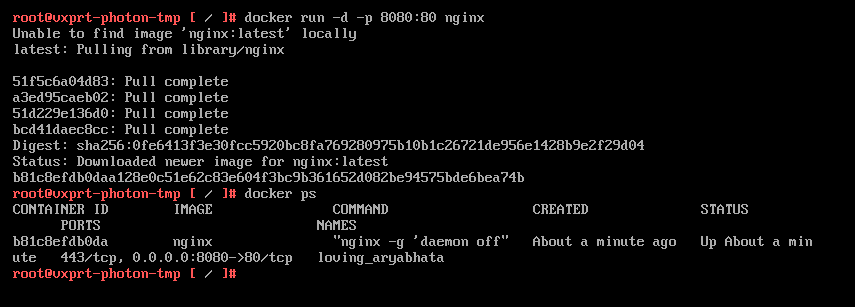 root@vxprt-photon-tmp [ / ]# docker run -d -p 8080:80 nginx
Unable to find image 'nginx:latest' locally
latest: Pulling from library/nginx
51f5c6a04d83: Pull complete
a3ed95caeb02: Pull complete
51d229e136d0: Pull complete
bcd41daec8cc: Pull complete
Digest: sha256:0fe6413f3e30fcc5920bc8fa769280975b10b1c26721de956e1428b9e2f29d04
Status: Downloaded newer image for nginx:latest
b81c8efdb0daa128e0c51e62c83e604f3bc9b361652d082be94575bde6bea74b
root@vxprt-photon-tmp [ / ]# docker ps
CONTAINER ID        IMAGE               COMMAND                  CREATED              STATUS
PORTS                           NAMES
b81c8efdb0da        nginx               "nginx -g 'daemon off"   About a minute ago   Up About a min
ute   443/tcp, 0.0.0.0:8080->80/tcp   loving_aryabhata
root@vxprt-photon-tmp [ / ]#